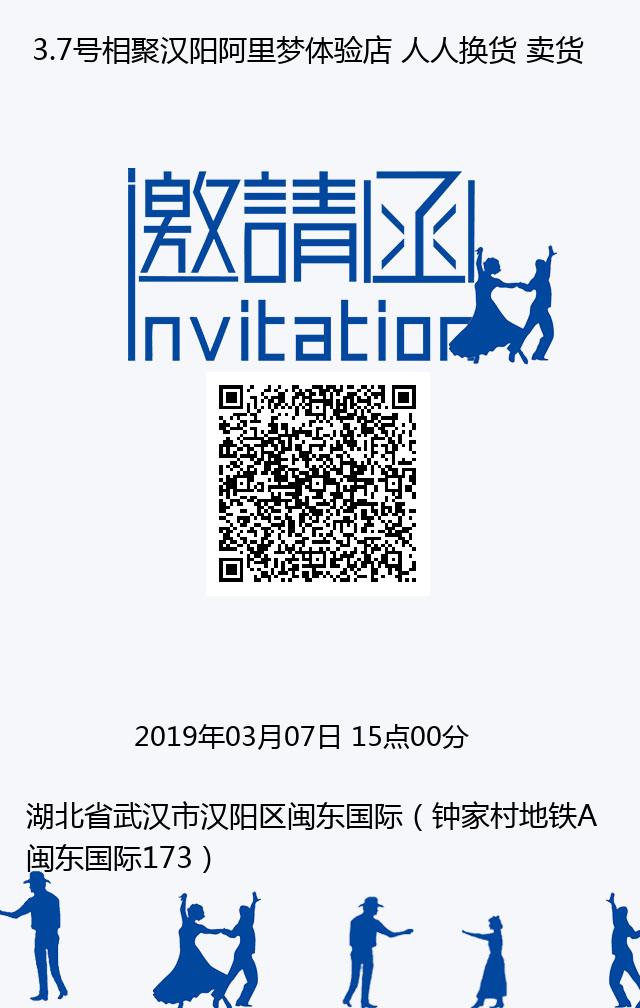 3.7号相聚汉阳阿里梦体验店 人人换货 卖货
邀請函
Invitation
2019年03月07日 15点00分
湖北省武汉市汉阳区闽东国际（钟家村地铁A
闽东国际173）